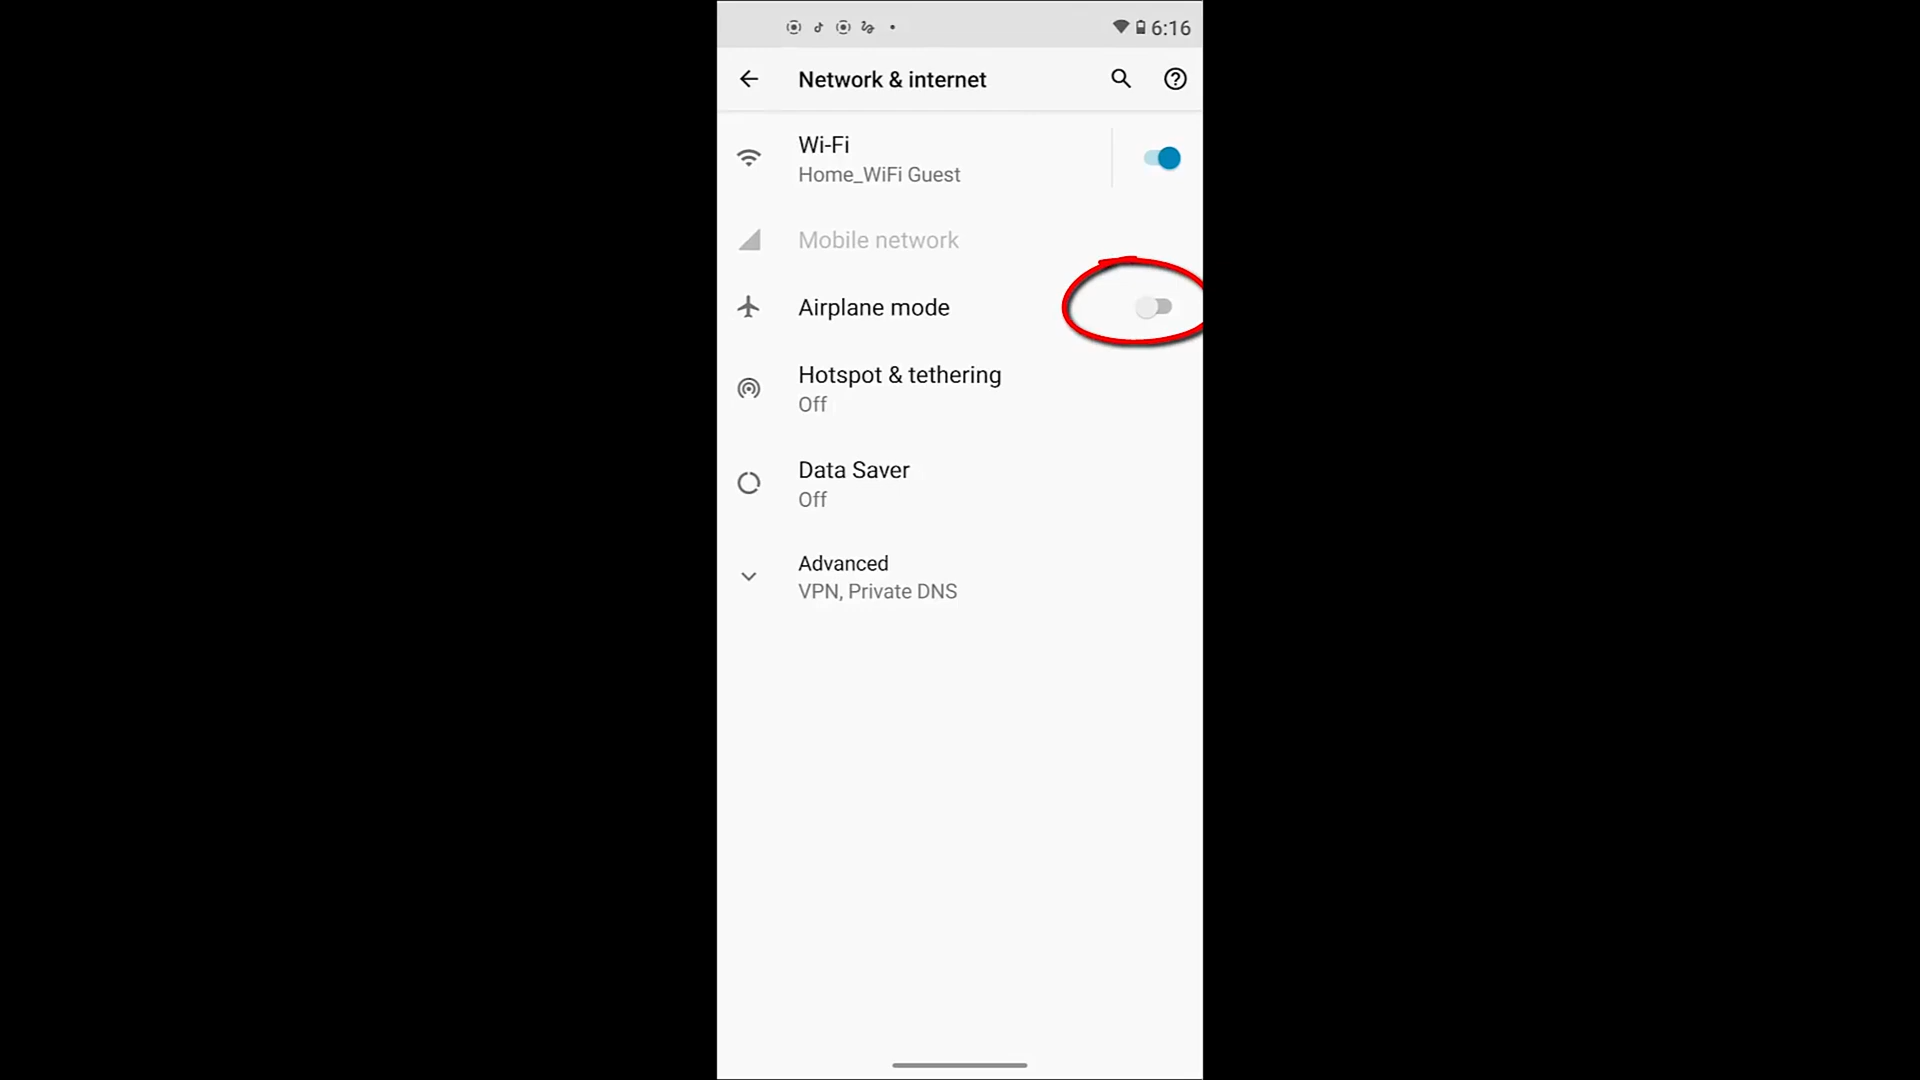 6:16
Network & internet
Wi-Fi
Home_WiFi Guest
Mobile network
Airplane mode
Hotspot & tethering
Off
Data Saver
Off
Advanced
VPN, Private DNS